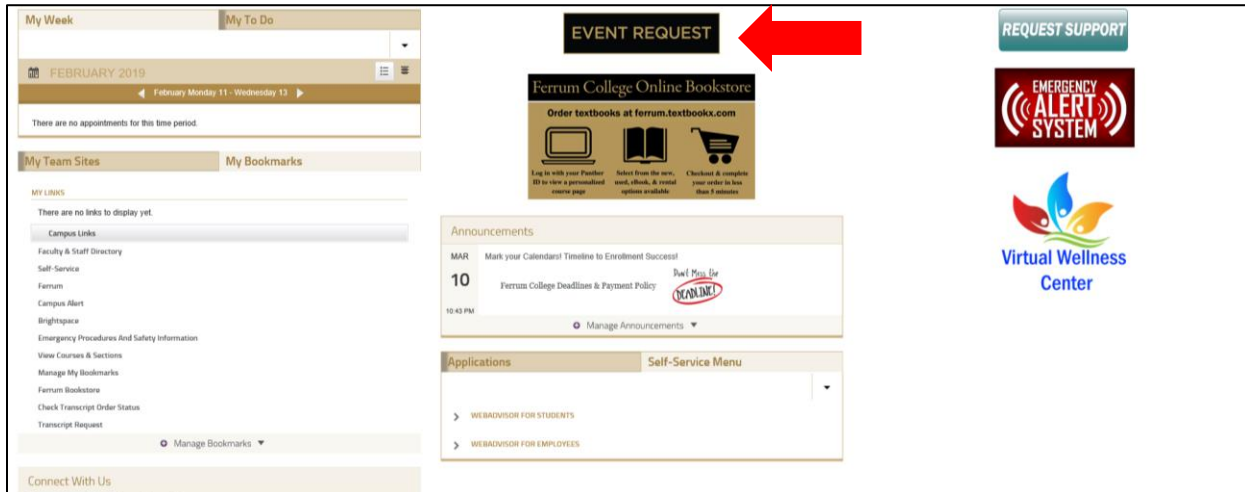 My Week
My To Do
FEBRUARY 2019
February Monday 11 - Wednesday 13
There are no appointments for this time period.
My Team Sites
My Bookmarks
MY LINKS
There are no links to display yet.
Campus Links
Faculty & Staff Directory
Self-Service
Ferrum
Campus Alert
Brightspace
Emergency Procedures And Safety Information
View Courses & Sections
Manage My Bookmarks
Ferrum Bookstore
Check Transcript Order Status
Transcript Request
Manage Bookmarks
Connect With Us
EVENT REQUEST
Ferrum College Online Bookstore
Order textbooks at ferrum.textbookx.com
Log in with your Panther
ID to view a personalized
course page
Select from the new,
used, eBook, & rental
options available
Checkout & complete
your order in less
than 5 minutes
Announcements
MAR
10
10:43 PM
Mark your Calendars! Timeline to Enrollment Success!
Ferrum College Deadlines & Payment Policy
Don't Miss the
DEADLINE!
Manage Announcements
Applications
Self-Service Menu
WEBADVISOR FOR STUDENTS
WEBADVISOR FOR EMPLOYEES
REQUEST SUPPORT
EMERGENCY
ALERT
SYSTEM
Virtual Wellness
Center